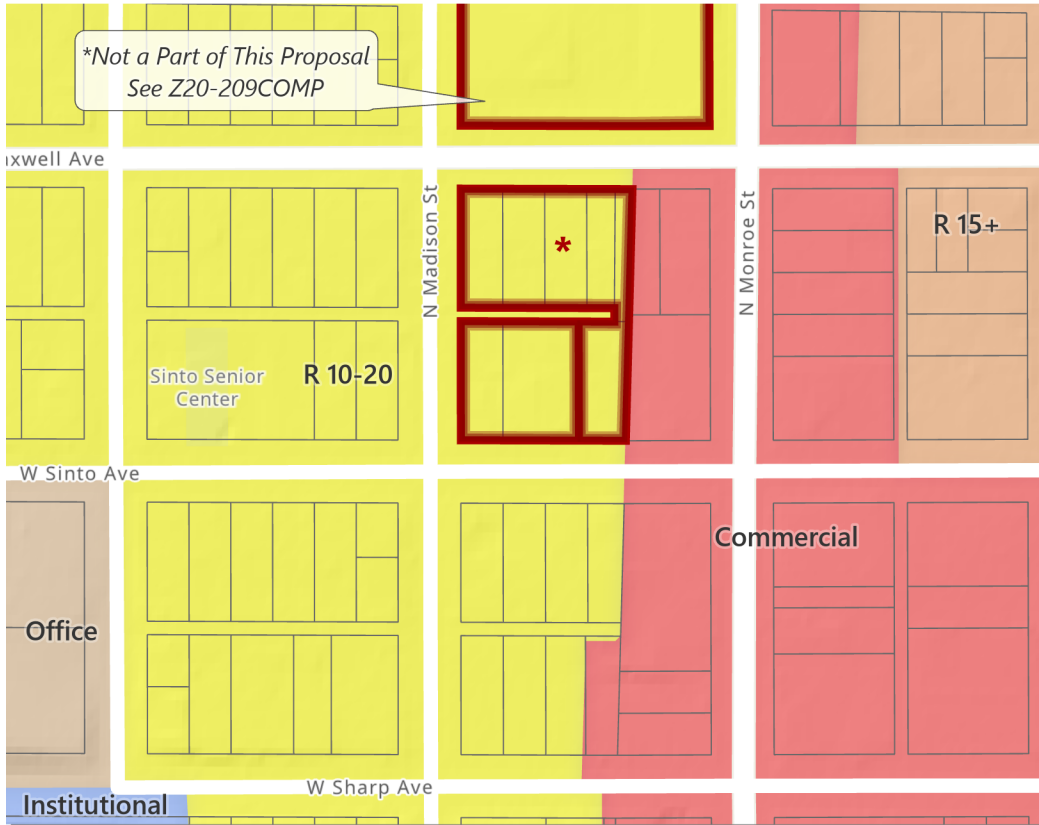 *Not a Part of This Proposal
See Z20-209COMP
axwell Ave
N Madison St
N Monroe St
*
R 15+
Sinto Senior
Center
R 10-20
W Sinto Ave
Commercial
Office
W Sharp Ave
Institutional